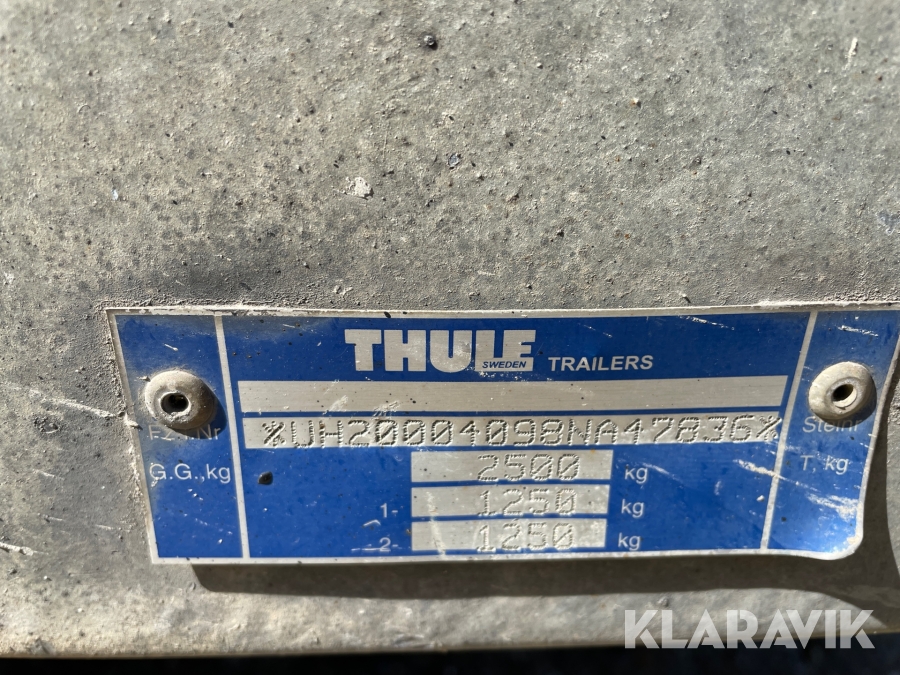 THULE
SWEDEN TRAILERS
%UH20004098NA47836%
G.G.,kg 2500 kg T, kg
1- 1250 kg
2- 1250 kg
KLARAVIK